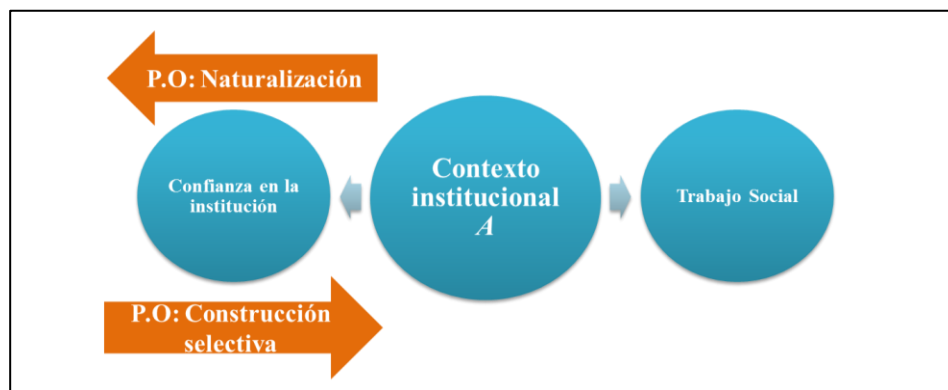 P.O: Naturalización
Confianza en la
institución
Contexto
institucional
A
Trabajo Social
P.O: Construcción
selectiva